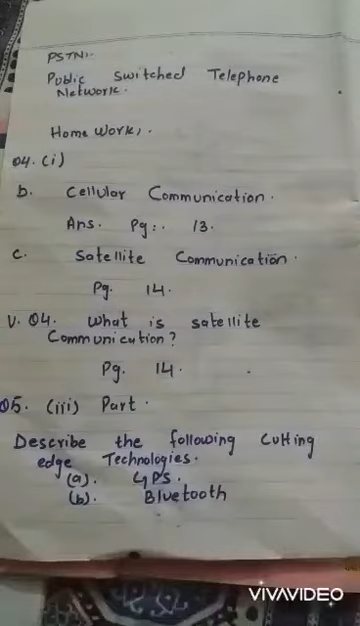 PSTN:.
Public Switched Telephone
Network.
Home Work:.
Q4. (i)
b. Cellular Communication.
Ans. Pg:. 13.
c. Satellite Communication.
Pg. 14.
V. Q4. What is satellite
Communication?
Pg. 14.
Q5. (iii) Part.
Describe the following Cutting
edge Technologies.
(a). GPS.
(b). Bluetooth
VIVAVIDEO